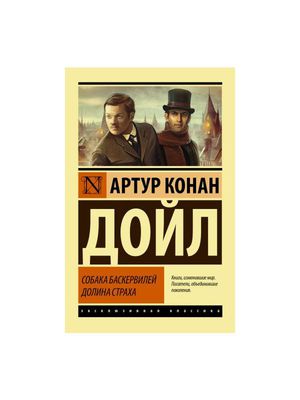 АРТУР КОНАН
ДОЙЛ
СОБАКА БАСКЕРВИЛЕЙ
ДОЛИНА СТРАХА
Книги, изменившие мир.
Писатели, объединившие
поколения.
ЭКСКЛЮЗИВНАЯ КЛАССИКА